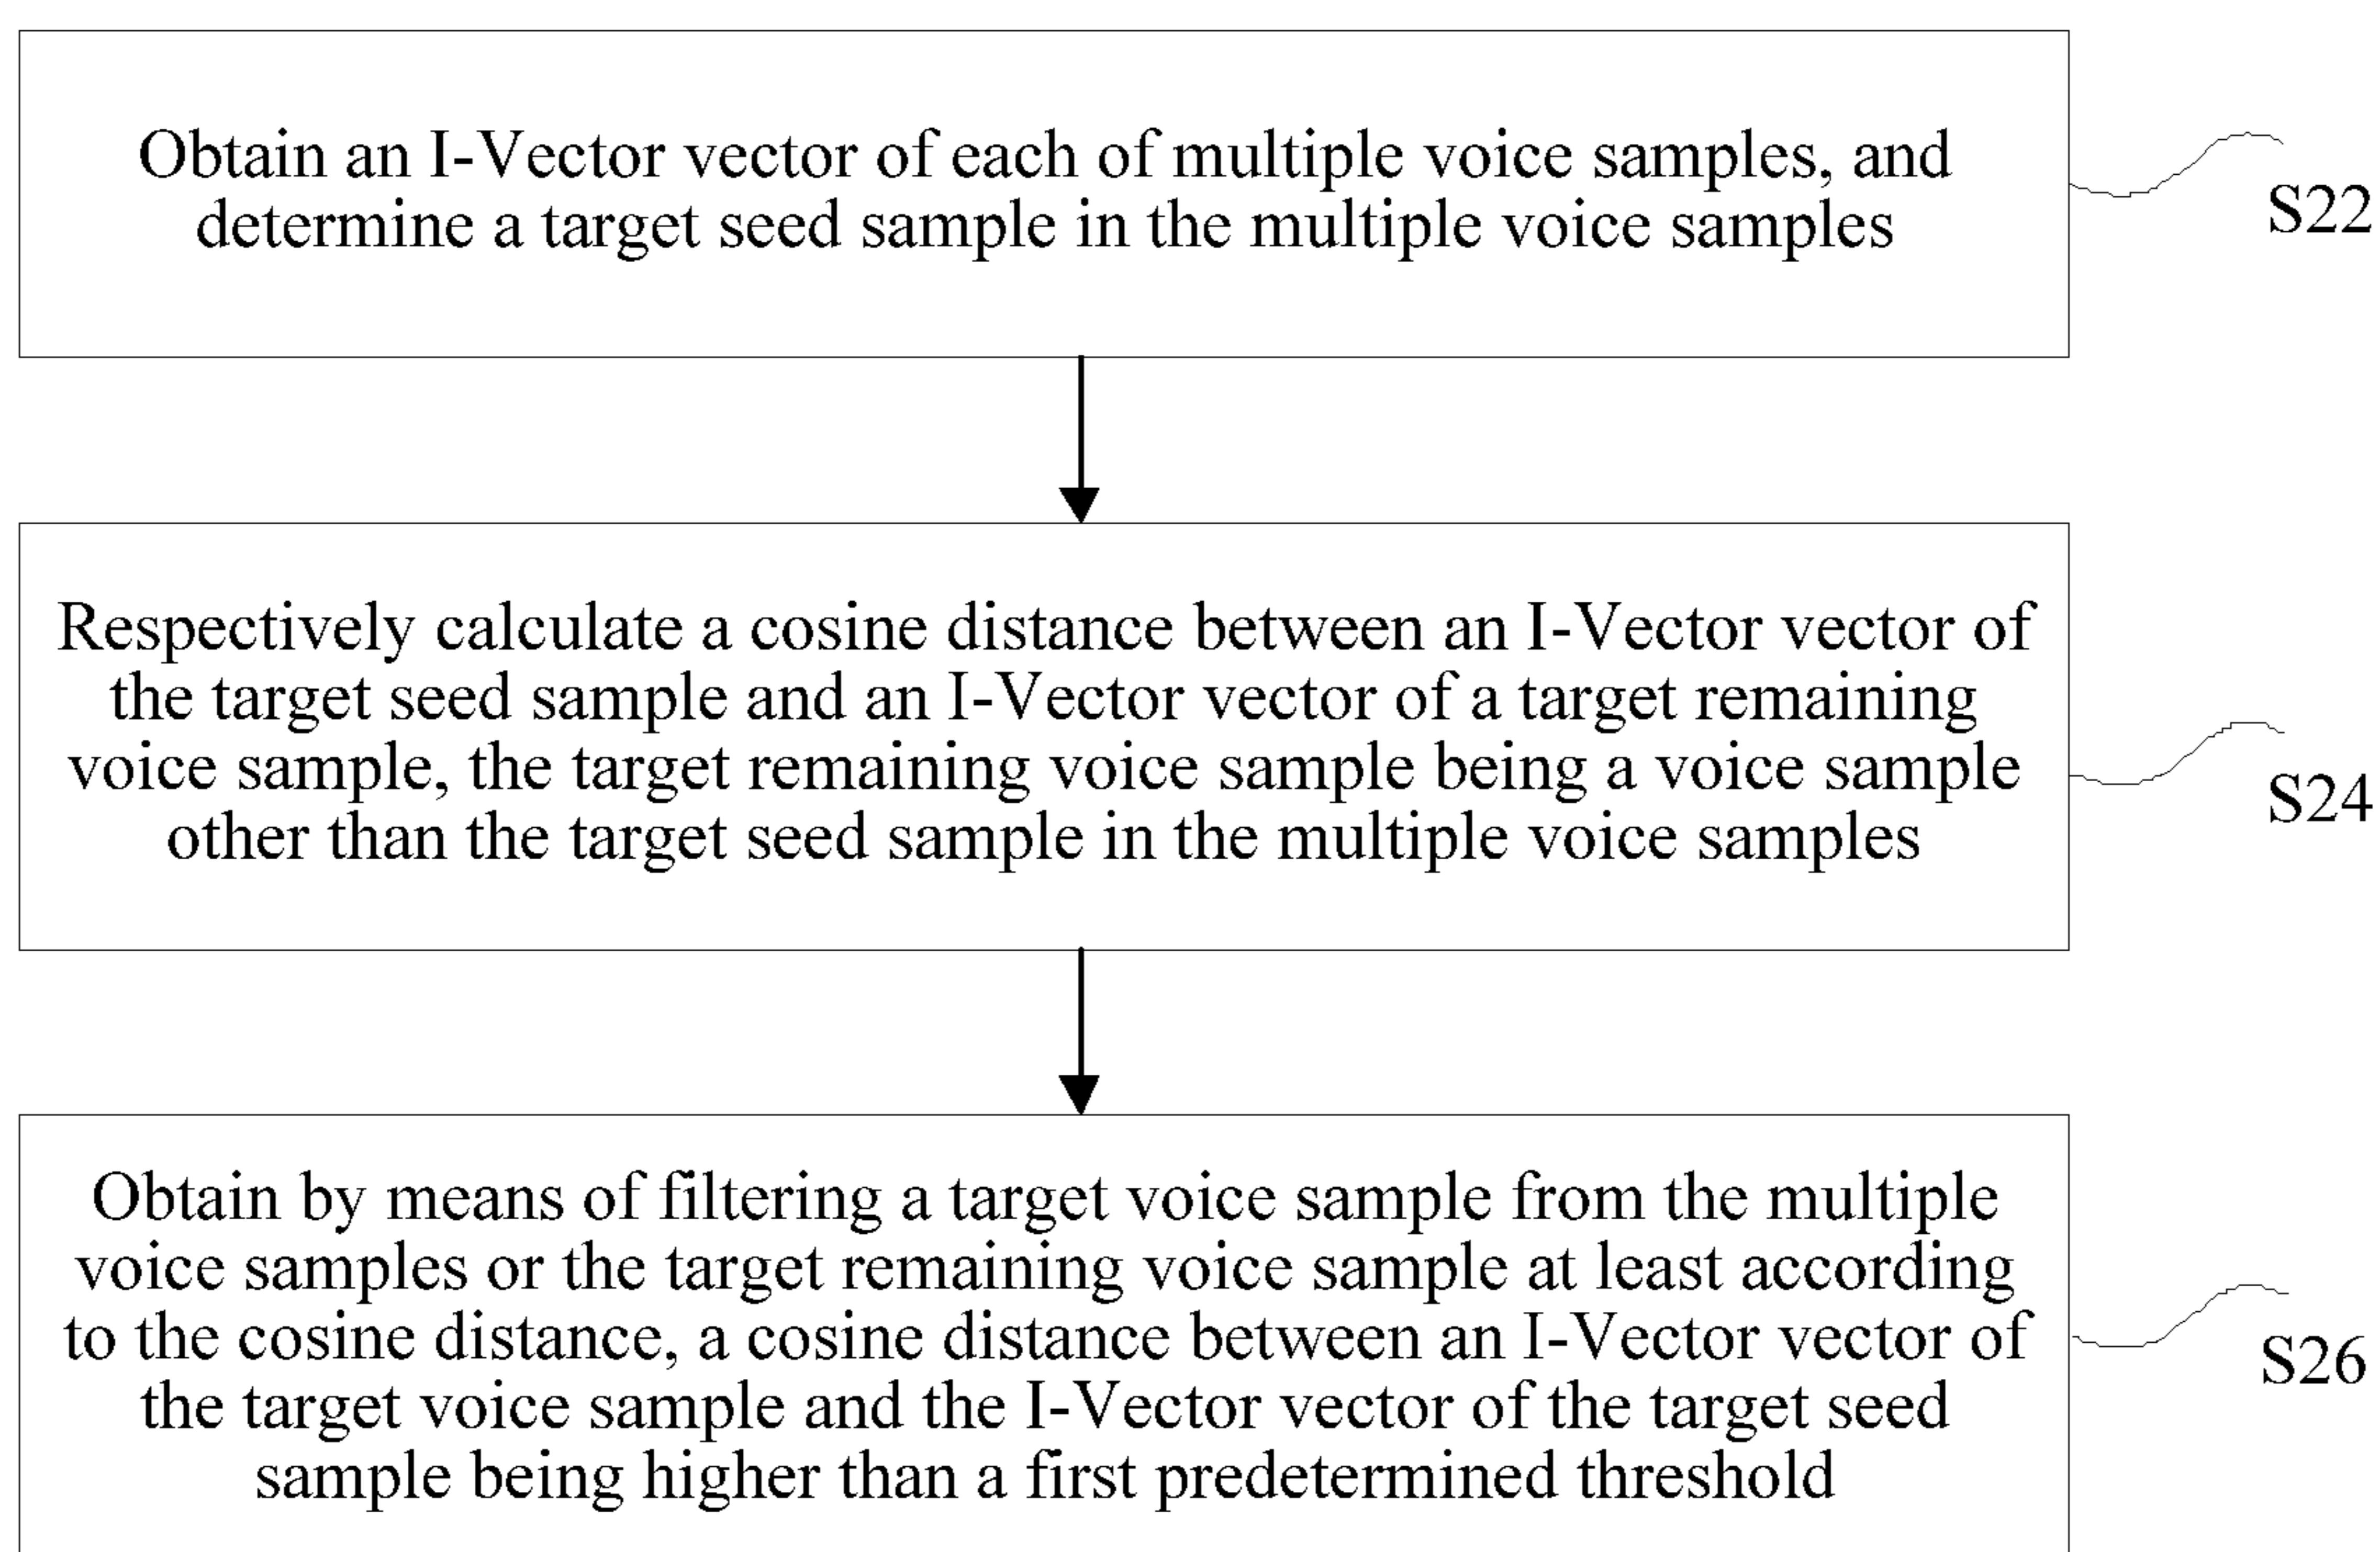 Obtain an I-Vector vector of each of multiple voice samples, and
determine a target seed sample in the multiple voice samples
S22
Respectively calculate a cosine distance between an I-Vector vector of
the target seed sample and an I-Vector vector of a target remaining
voice sample, the target remaining voice sample being a voice sample
other than the target seed sample in the multiple voice samples
S24
Obtain by means of filtering a target voice sample from the multiple
voice samples or the target remaining voice sample at least according
to the cosine distance, a cosine distance between an I-Vector vector of
the target voice sample and the I-Vector vector of the target seed
sample being higher than a first predetermined threshold
S26